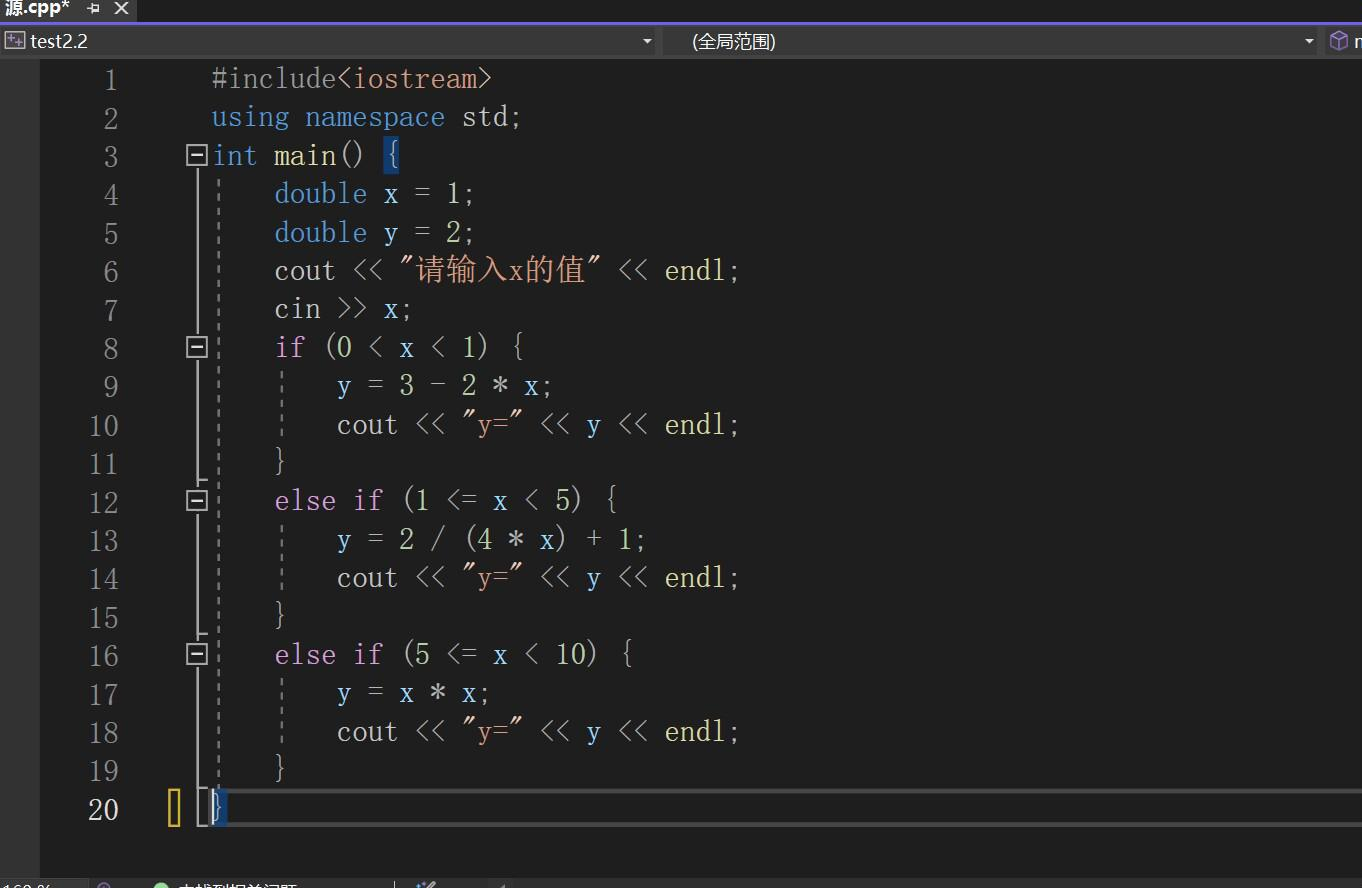 源.cpp*
test2.2 (全局范围)
1 #include<iostream>
2 using namespace std;
3 int main() {
4 double x = 1;
5 double y = 2;
6 cout << "请输入x的值" << endl;
7 cin >> x;
8 if (0 < x < 1) {
9 y = 3 - 2 * x;
10 cout << "y=" << y << endl;
11 }
12 else if (1 <= x < 5) {
13 y = 2 / (4 * x) + 1;
14 cout << "y=" << y << endl;
15 }
16 else if (5 <= x < 10) {
17 y = x * x;
18 cout << "y=" << y << endl;
19 }
20 }